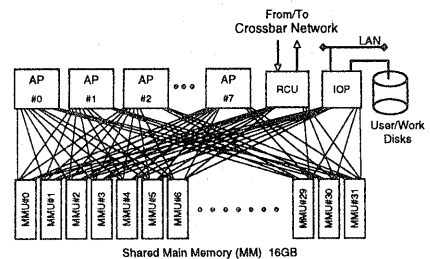 From/To
Crossbar Network
LAN
AP
#0
AP
#1
AP
#2
AP
#7
RCU
IOP
User/Work
Disks
MMU#0
MMU#1
MMU#2
MMU#3
MMU#4
MMU#5
MMU#6
MMU#29
MMU#30
MMU#31
Shared Main Memory (MM) 16GB